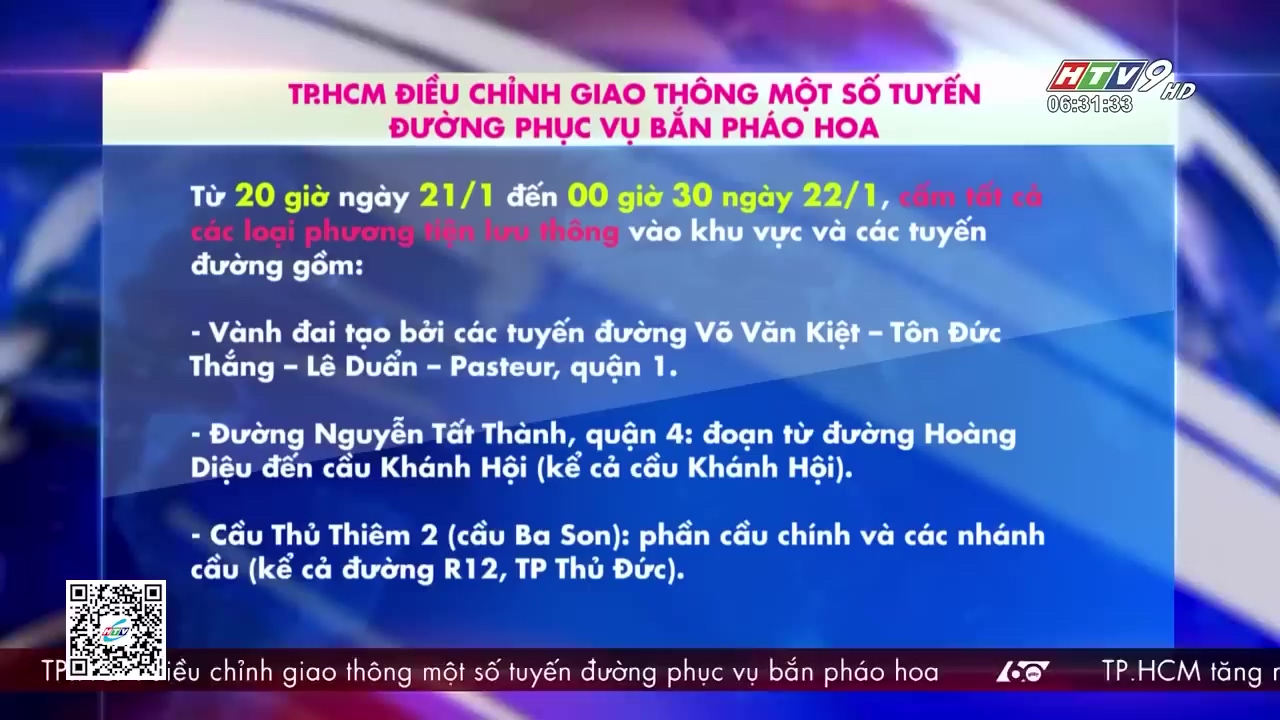 TP.HCM ĐIỀU CHỈNH GIAO THÔNG MỘT SỐ TUYẾN
ĐƯỜNG PHỤC VỤ BẮN PHÁO HOA
HTV9 HD
06:31:33
Từ 20 giờ ngày 21/1 đến 00 giờ 30 ngày 22/1, cấm tất cả
các loại phương tiện lưu thông vào khu vực và các tuyến
đường gồm:
- Vành đai tạo bởi các tuyến đường Võ Văn Kiệt – Tôn Đức
Thắng – Lê Duẩn – Pasteur, quận 1.
- Đường Nguyễn Tất Thành, quận 4: đoạn từ đường Hoàng
Diệu đến cầu Khánh Hội (kể cả cầu Khánh Hội).
- Cầu Thủ Thiêm 2 (cầu Ba Son): phần cầu chính và các nhánh
cầu (kể cả đường R12, TP Thủ Đức).
HTV
chỉnh giao thông một số tuyến đường phục vụ bắn pháo hoa 60 giây TP.HCM tăng